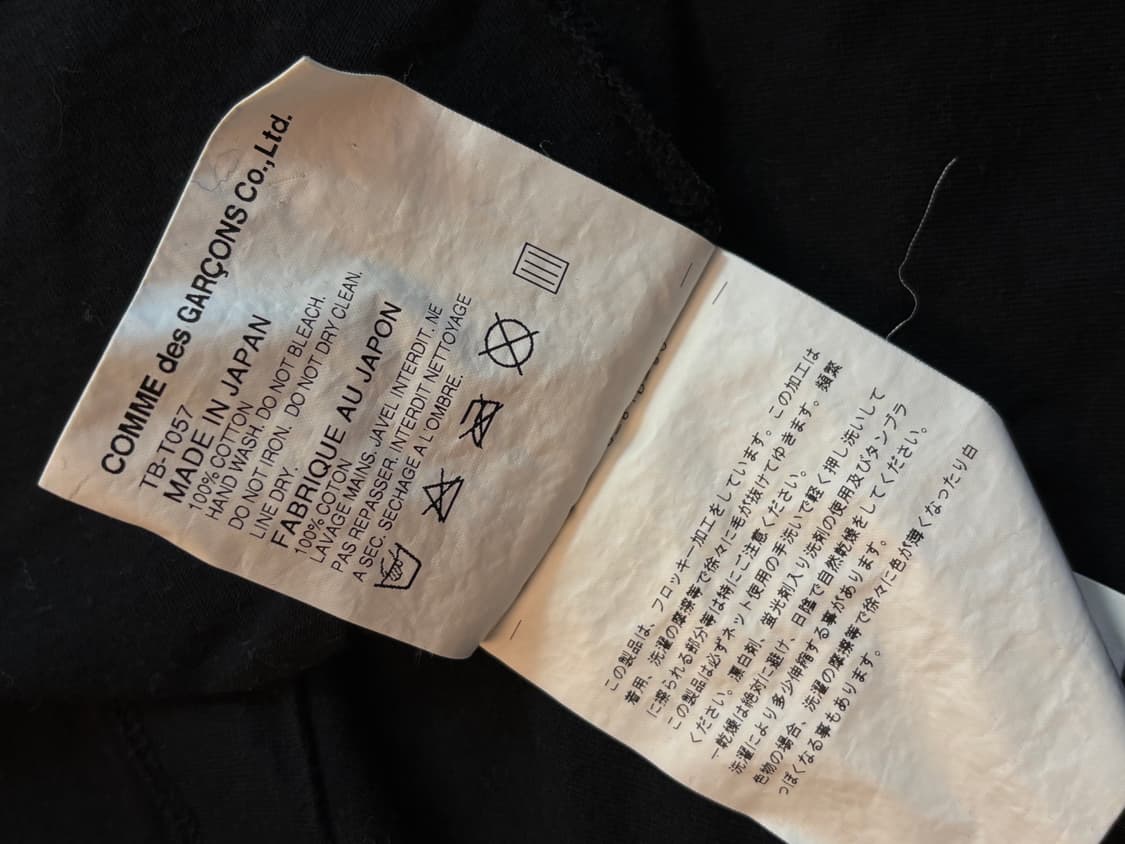 COMME des GARÇONS Co.,Ltd.
TB-T057
MADE IN JAPAN
100% COTTON
HAND WASH. DO NOT BLEACH.
DO NOT IRON. DO NOT DRY CLEAN.
LINE DRY.
FABRIQUE AU JAPON
100% COTON
LAVAGE MAINS. JAVEL INTERDIT. NE
PAS REPASSER. INTERDIT NETTOYAGE
A SEC. SECHAGE A L'OMBRE.
この製品は、フロッキー加工をしています。この加工は
着用、洗濯の摩擦等で徐々に毛が抜けてゆきます。頻繁
に擦られる部分等は特にご注意ください。
この製品は必ずネット使用の手洗いで軽く押し洗いして
ください。漂白剤、蛍光剤入り洗剤の使用及びタンブラ
ー乾燥は絶対に避け、日陰で自然乾燥をしてください。
洗濯により多少伸縮する事があります。
色物の場合、洗濯の摩擦等で徐々に色が薄くなったり白
っぽくなる事もあります。